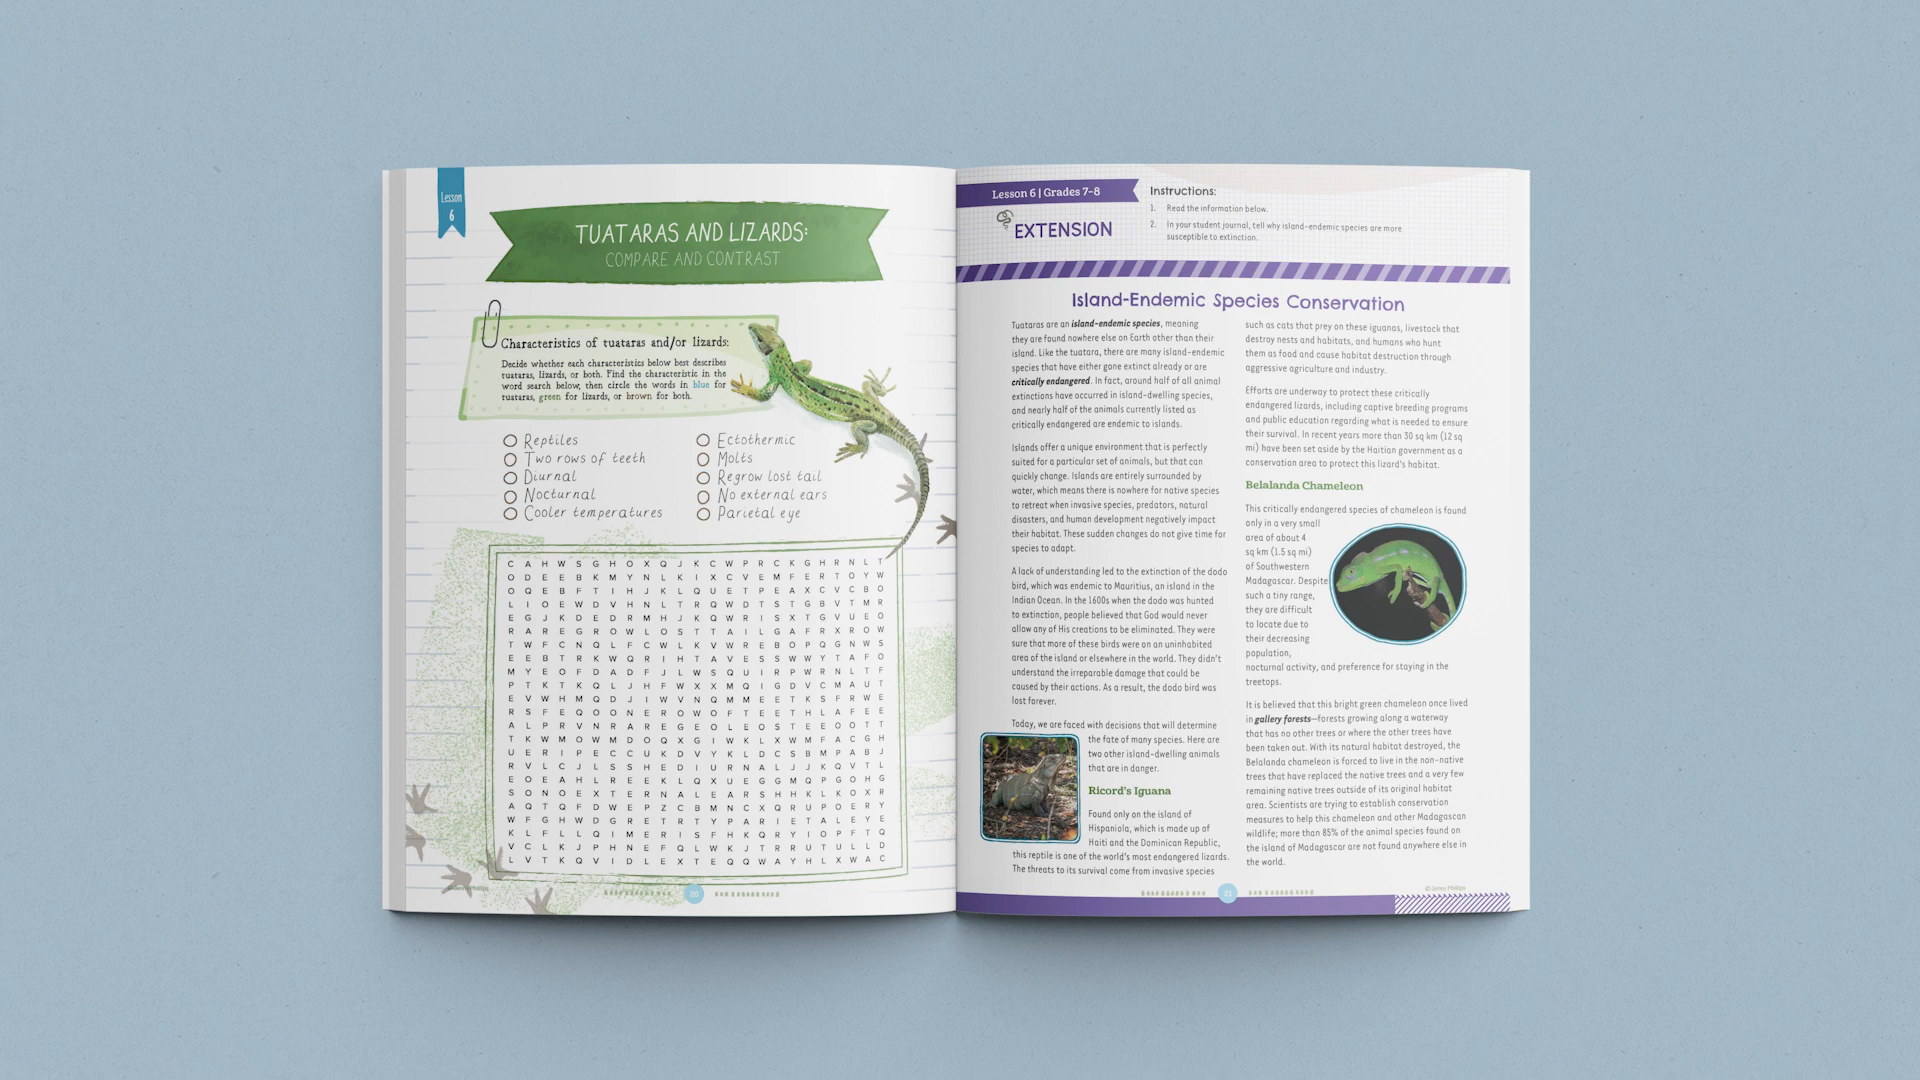 Lesson
6
TUATARAS AND LIZARDS:
COMPARE AND CONTRAST
Characteristics of tuataras and/or lizards:
Decide whether each characteristics below best describes
tuataras, lizards, or both. Find the characteristic in the
word search below, then circle the words in blue for
tuataras, green for lizards, or brown for both.
Reptiles
Two rows of teeth
Diurnal
Nocturnal
Cooler temperatures
Ectothermic
Molts
Regrow lost tail
No external ears
Parietal eye
C A H W S G H O X Q J K C W P R C K G H R N L T
O D E E B K M Y N L K I X C V E M F E R T O Y W
O Q E B F T I H J K L Q U E T P E A X C V C B O
L I O E W D V H N L T R Q W D T S T G B V T M R
E G J K D E D R M H J K Q W R I S X T G V U E O
R A R E G R O W L O S T T A I L G A F R X R O W
T W F C N Q L F C W L K V W R E B O P Q G N W S
E E B T R K W Q R I H T A V E S S W W Y T A F O
M Y E O F D A D F J L W S Q U I R P W R N L T F
P T K T K Q L J H F W X X M Q I G D V C M A U T
E V W H M Q D J I W V N Q M M E E T K S F R W E
R S F E Q O O N E R O W O F T E E T H L A F E E
A L P R V N R A R E G E O L E O S T E E O O T T
T K W M O W M D O Q X G I W K L X W M F A C G H
U E R I P E C C U K D V Y K L D C S B M P A B J
R V L C J L S S H E D I U R N A L J J K Q V T L
E O E A H L R E E K L Q X U E G G M Q P G O H G
S O N O E X T E R N A L E A R S H H K L K O X R
A Q T Q F D W E P Z C B M N C X Q R U P O E R Y
W F G H W D G R E T R T Y P A R I E T A L E Y E
K L F L L Q I M E R I S F H K Q R Y I O P F T Q
V C L K J P H N E F Q L W K J T R R U T U L L D
L V T K Q V I D L E X T E Q Q W A Y H L X W A C
20
Lesson 6 | Grades 7-8
EXTENSION
Instructions:
1. Read the information below.
2. In your student journal, tell why island-endemic species are more
susceptible to extinction.
Island-Endemic Species Conservation
Tuataras are an island-endemic species, meaning
they are found nowhere else on Earth other than their
island. Like the tuatara, there are many island-endemic
species that have either gone extinct already or are
critically endangered. In fact, around half of all animal
extinctions have occurred in island-dwelling species,
and nearly half of the animals currently listed as
critically endangered are endemic to islands.
Islands offer a unique environment that is perfectly
suited for a particular set of animals, but that can
quickly change. Islands are entirely surrounded by
water, which means there is nowhere for native species
to retreat when invasive species, predators, natural
disasters, and human development negatively impact
their habitat. These sudden changes do not give time for
species to adapt.
A lack of understanding led to the extinction of the dodo
bird, which was endemic to Mauritius, an island in the
Indian Ocean. In the 1600s when the dodo was hunted
to extinction, people believed that God would never
allow any of His creations to be eliminated. They were
sure that more of these birds were on an uninhabited
area of the island or elsewhere in the world. They didn't
understand the irreparable damage that could be
caused by their actions. As a result, the dodo bird was
lost forever.
Today, we are faced with decisions that will determine
the fate of many species. Here are
two other island-dwelling animals
that are in danger.
Ricord's Iguana
Found only on the island of
Hispaniola, which is made up of
Haiti and the Dominican Republic,
this reptile is one of the world's most endangered lizards.
The threats to its survival come from invasive species
such as cats that prey on these iguanas, livestock that
destroy nests and habitats, and humans who hunt
them as food and cause habitat destruction through
aggressive agriculture and industry.
Efforts are underway to protect these critically
endangered lizards, including captive breeding programs
and public education regarding what is needed to ensure
their survival. In recent years more than 30 sq km (12 sq
mi) have been set aside by the Haitian government as a
conservation area to protect this lizard's habitat.
Belalanda Chameleon
This critically endangered species of chameleon is found
only in a very small
area of about 4
sq km (1.5 sq mi)
of Southwestern
Madagascar. Despite
such a tiny range,
they are difficult
to locate due to
their decreasing
population,
nocturnal activity, and preference for staying in the
treetops.
It is believed that this bright green chameleon once lived
in gallery forests—forests growing along a waterway
that has no other trees or where the other trees have
been taken out. With its natural habitat destroyed, the
Belalanda chameleon is forced to live in the non-native
trees that have replaced the native trees and a very few
remaining native trees outside of its original habitat
area. Scientists are trying to establish conservation
measures to help this chameleon and other Madagascan
wildlife; more than 85% of the animal species found on
the island of Madagascar are not found anywhere else in
the world.
21
© Jenny Phillips